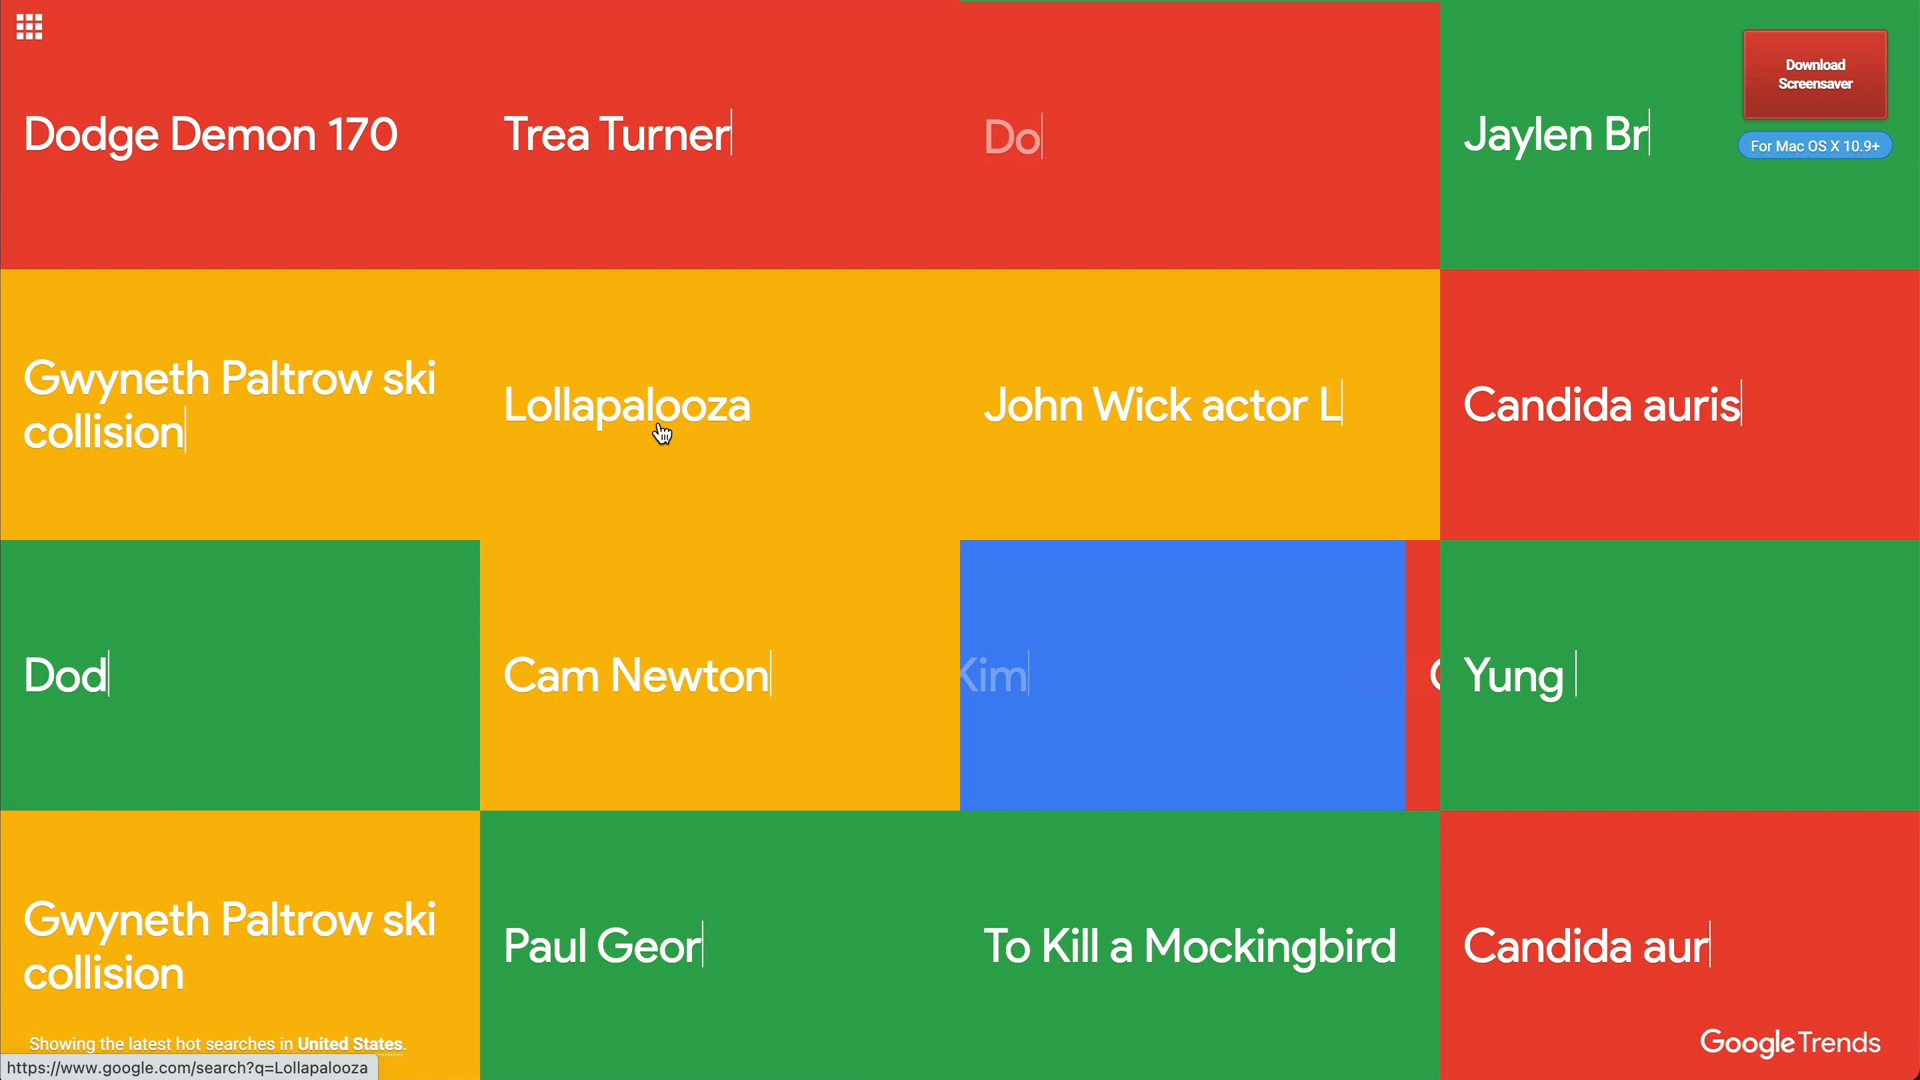 Dodge Demon 170
Trea Turner
Do
Jaylen Br
Download
Screensaver
For Mac OS X 10.9+
Gwyneth Paltrow ski
collision
Lollapalooza
John Wick actor L
Candida auris
Dod
Cam Newton
Kim
Yung
Gwyneth Paltrow ski
collision
Paul Geor
To Kill a Mockingbird
Candida aur
Showing the latest hot searches in United States.
GoogleTrends
https://www.google.com/search?q=Lollapalooza